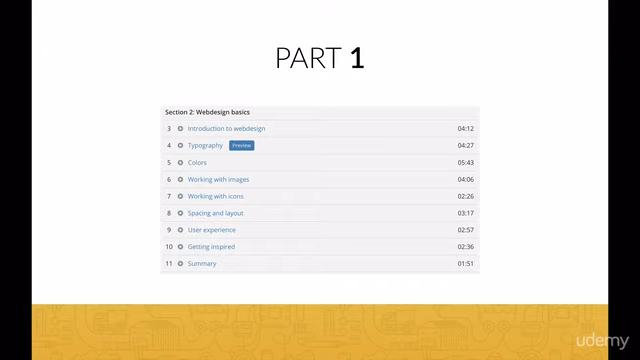 PART 1
Section 2: Webdesign basics
3 Introduction to webdesign 04:12
4 Typography Preview 04:27
5 Colors 05:43
6 Working with images 04:06
7 Working with icons 02:26
8 Spacing and layout 03:17
9 User experience 02:57
10 Getting inspired 02:36
11 Summary 01:51
udemy